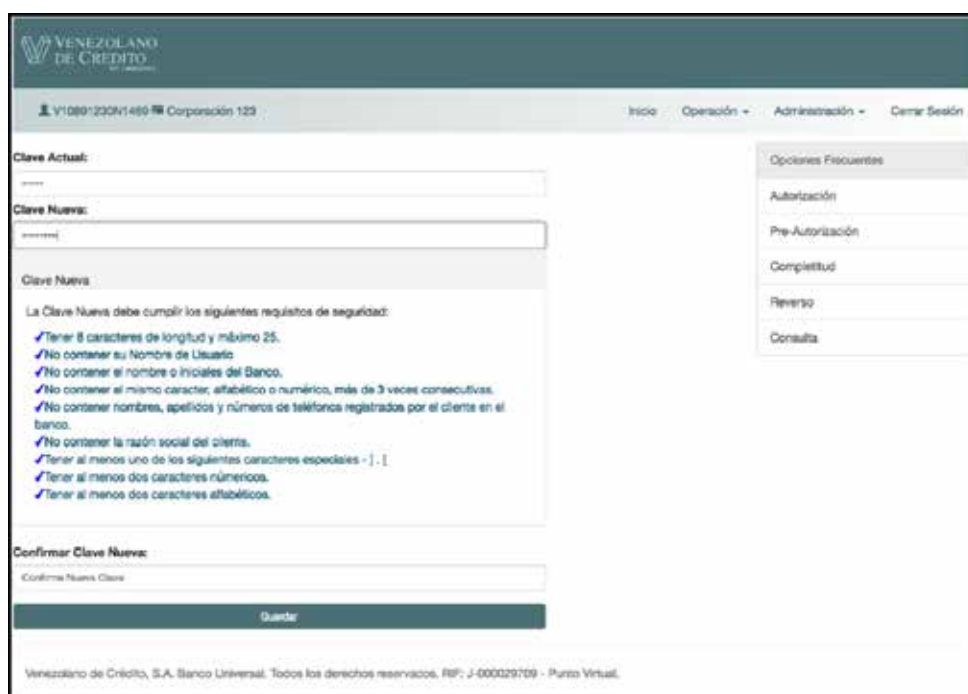 VENEZOLANO
DE CRÉDITO
Corporación 123
Inicio Operación Administración Cerrar Sesión
Clave Actual:
Clave Nueva:
Clave Nueva
La Clave Nueva debe cumplir los siguientes requisitos de seguridad:
✓Tener 8 caracteres de longitud y máximo 25.
✓No contener su Nombre de Usuario
✓No contener el nombre o iniciales del Banco.
✓No contener el mismo caracter, alfabético o numérico, más de 3 veces consecutivas.
✓No contener nombres, apellidos y números de teléfonos registrados por el cliente en el
banco.
✓No contener la razón social del cliente.
✓Tener al menos uno de los siguientes caracteres especiales - ] . [
✓Tener al menos dos caracteres númericos.
✓Tener al menos dos caracteres alfabéticos.
Confirmar Clave Nueva:
Confirme Nueva Clave
Guardar
Opciones Frecuentes
Autorización
Pre-Autorización
Completitud
Reverso
Consulta
Venezolano de Crédito, S.A. Banco Universal. Todos los derechos reservados. RIF: J-000029709 - Punto Virtual.